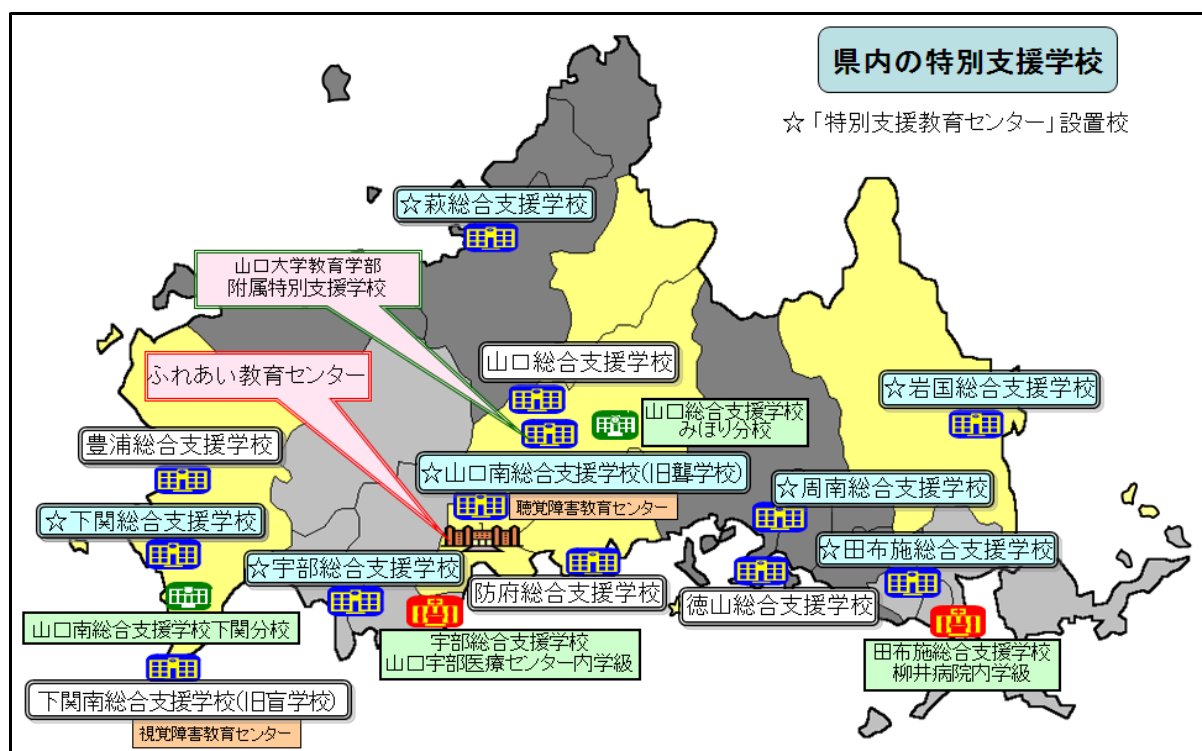 県内の特別支援学校
☆「特別支援教育センター」設置校
☆萩総合支援学校
山口大学教育学部
附属特別支援学校
ふれあい教育センター
山口総合支援学校
☆岩国総合支援学校
山口総合支援学校
みほり分校
豊浦総合支援学校
☆山口南総合支援学校(旧聾学校)
聴覚障害教育センター
☆周南総合支援学校
☆下関総合支援学校
☆田布施総合支援学校
☆宇部総合支援学校
防府総合支援学校
徳山総合支援学校
山口南総合支援学校下関分校
宇部総合支援学校
山口宇部医療センター内学級
田布施総合支援学校
柳井病院内学級
下関南総合支援学校(旧盲学校)
視覚障害教育センター